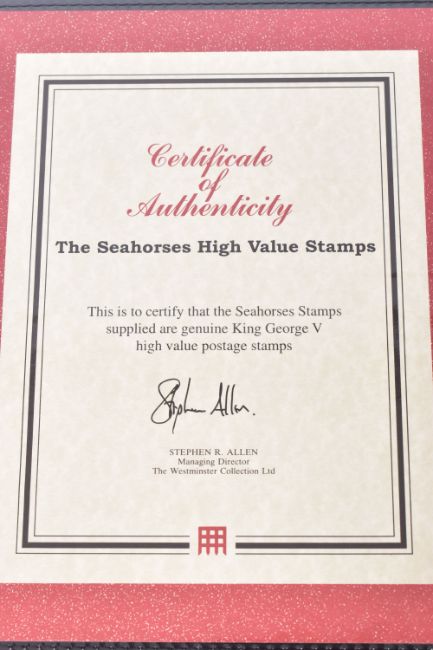 Certificate
of
Authenticity
The Seahorses High Value Stamps
This is to certify that the Seahorses Stamps
supplied are genuine King George V
high value postage stamps
Stephen Allen.
STEPHEN R. ALLEN
Managing Director
The Westminster Collection Ltd